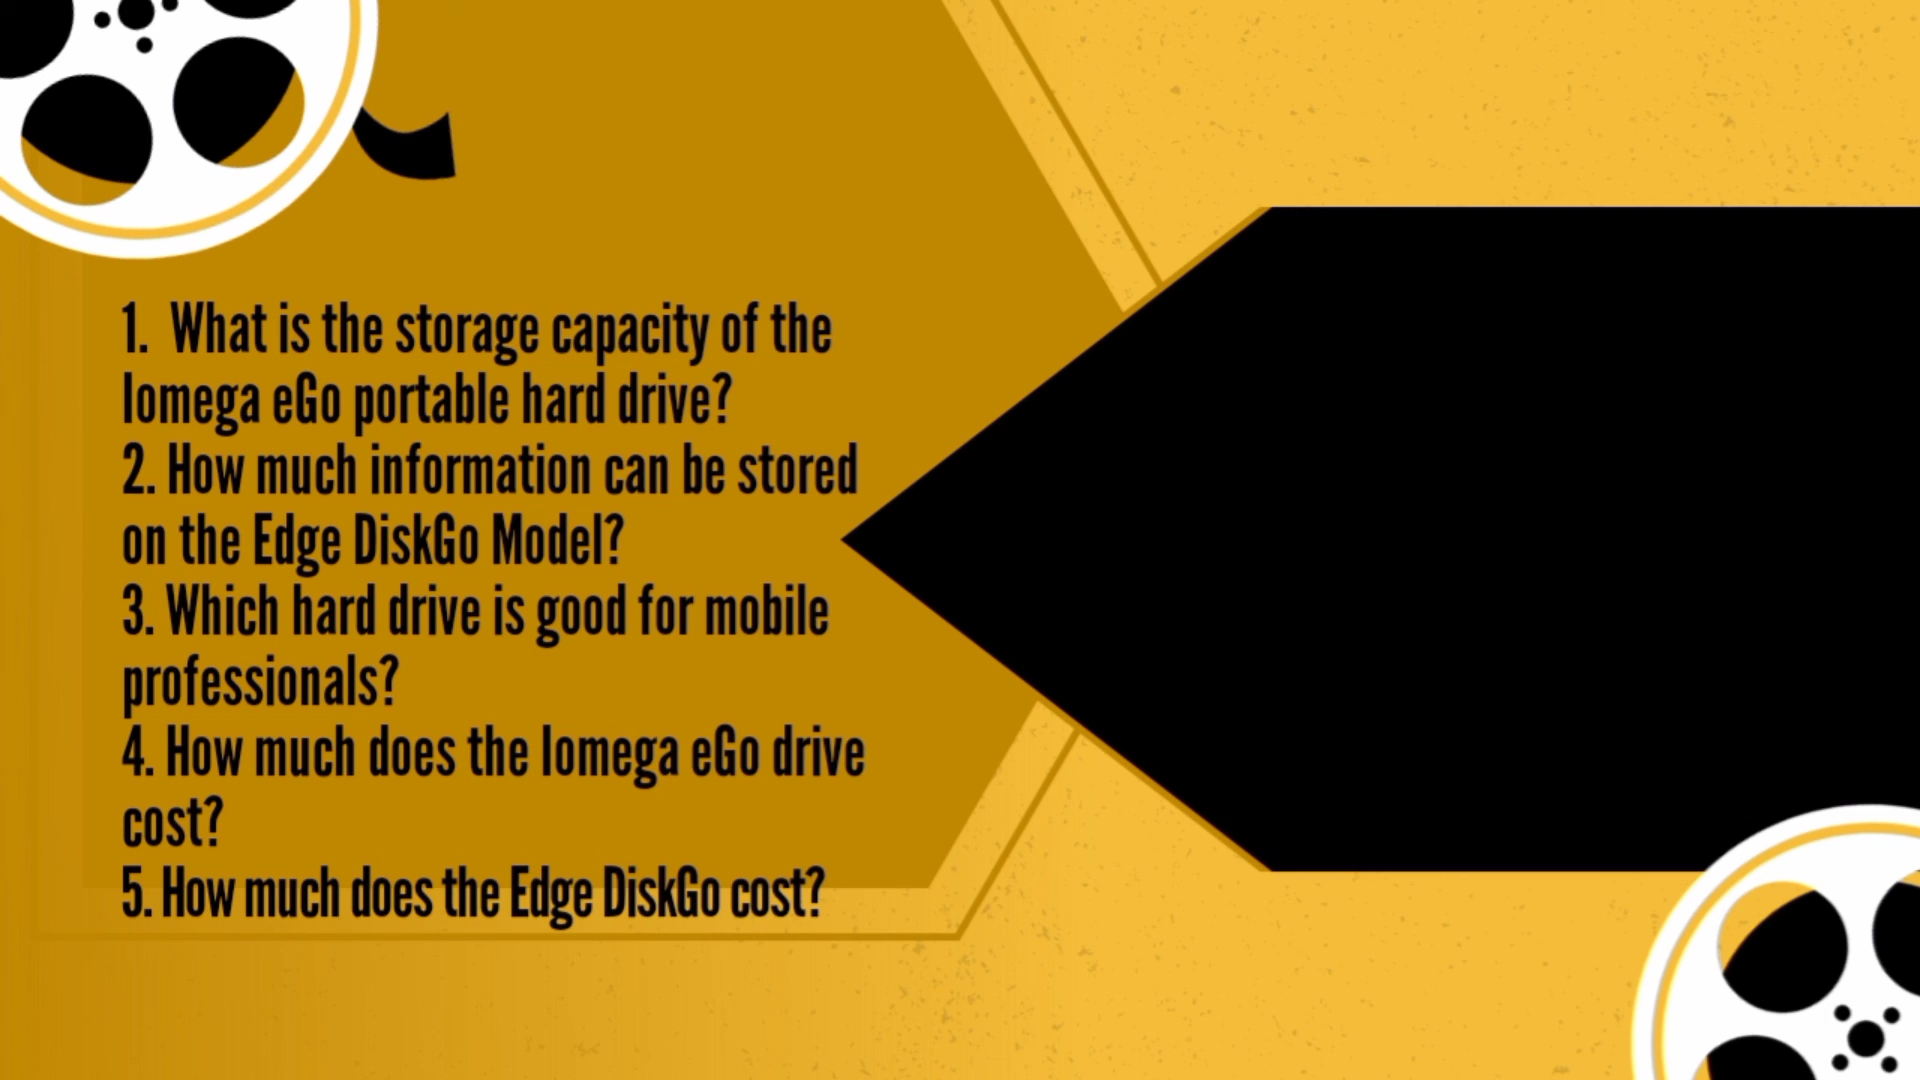 1.  What is the storage capacity of the
Iomega eGo portable hard drive?
2. How much information can be stored
on the Edge DiskGo Model?
3. Which hard drive is good for mobile
professionals?
4. How much does the Iomega eGo drive
cost?
5. How much does the Edge DiskGo cost?